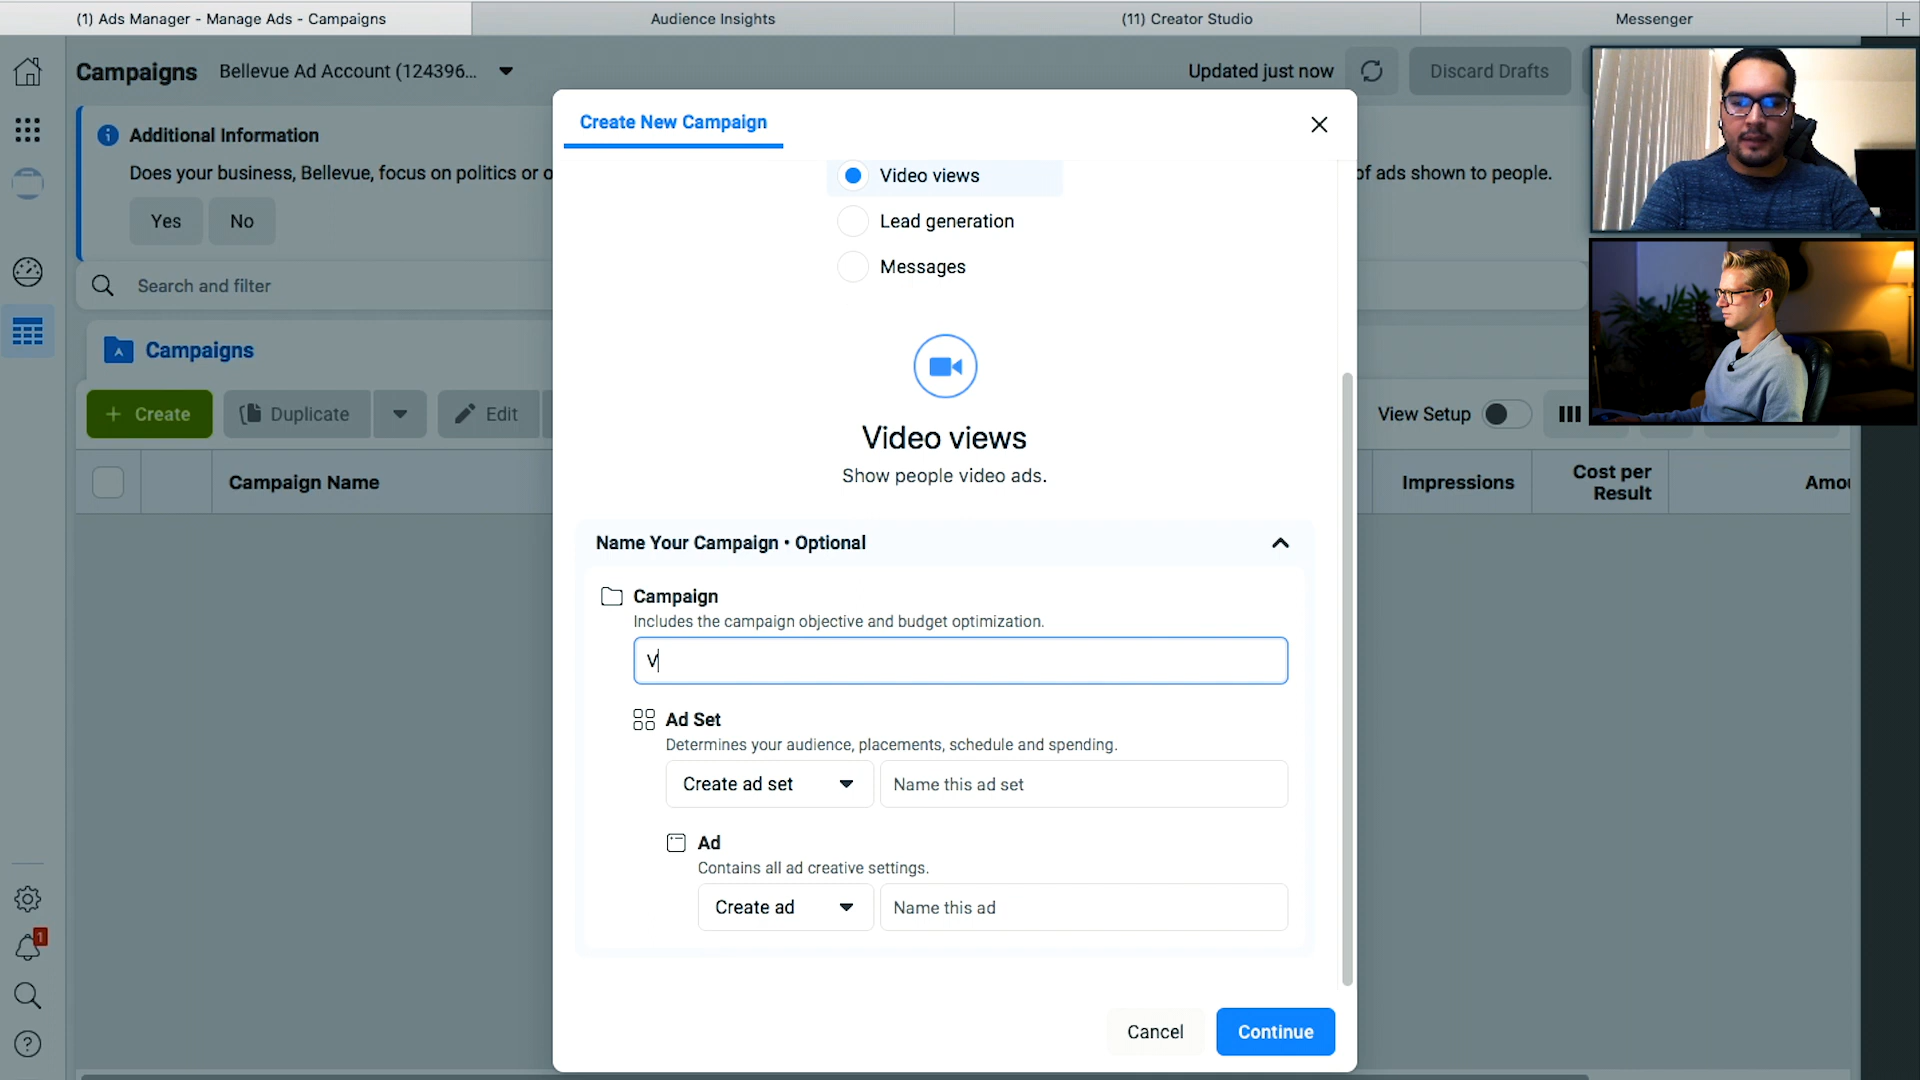 (1) Ads Manager - Manage Ads - Campaigns
Audience Insights
(11) Creator Studio
Messenger
Campaigns
Bellevue Ad Account (124396...
Updated just now
Discard Drafts
Additional Information
Does your business, Bellevue, focus on politics or o
of ads shown to people.
Yes
No
Search and filter
Campaigns
+ Create
Duplicate
Edit
View Setup
Campaign Name
Impressions
Cost per
Result
Amou
1
Create New Campaign
Video views
Lead generation
Messages
Video views
Show people video ads.
Name Your Campaign • Optional
Campaign
Includes the campaign objective and budget optimization.
V
Ad Set
Determines your audience, placements, schedule and spending.
Create ad set
Name this ad set
Ad
Contains all ad creative settings.
Create ad
Name this ad
Cancel
Continue